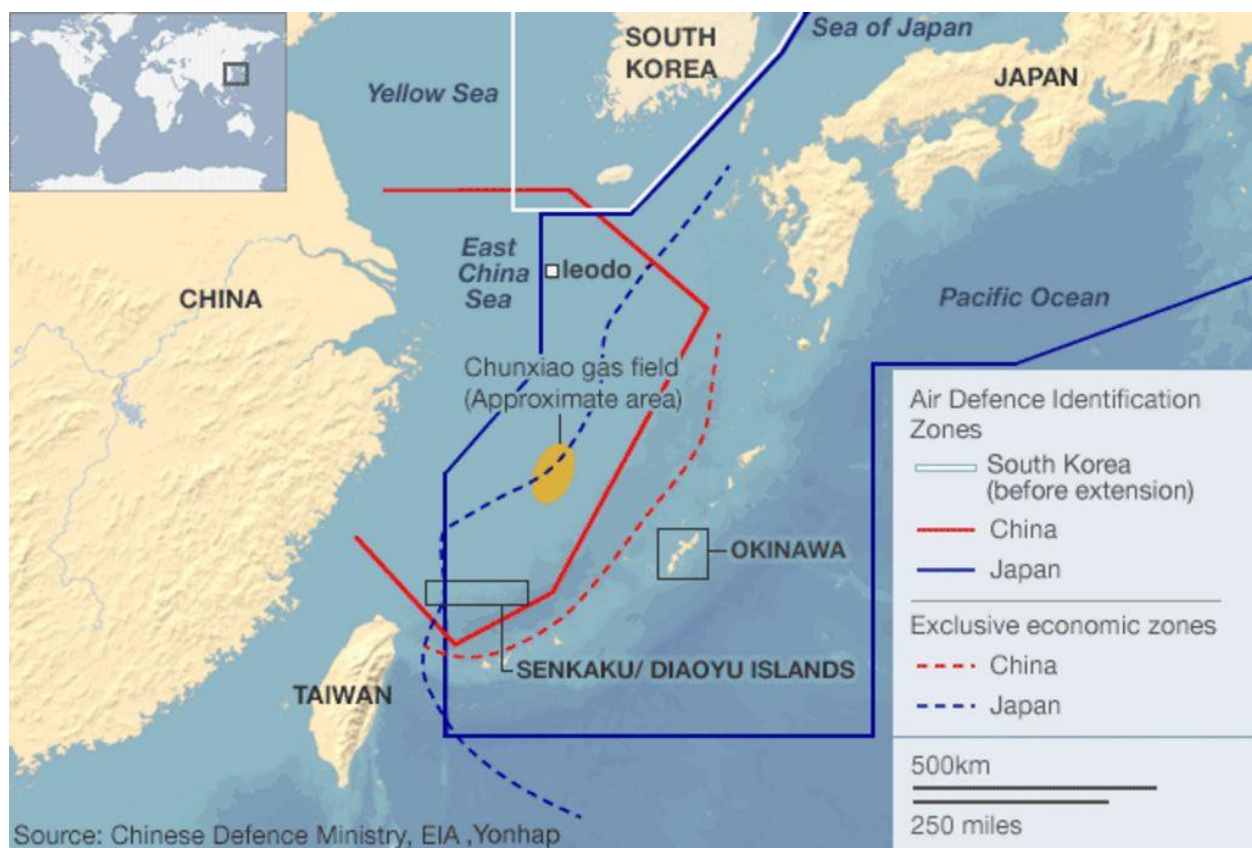 SOUTH
KOREA
Sea of Japan
JAPAN
Yellow Sea
East
China
Sea
leodo
CHINA
Pacific Ocean
Chunxiao gas field
(Approximate area)
OKINAWA
SENKAKU/ DIAOYU ISLANDS
TAIWAN
Air Defence Identification
Zones
South Korea
(before extension)
China
Japan
Exclusive economic zones
China
Japan
500km
250 miles
Source: Chinese Defence Ministry, EIA ,Yonhap